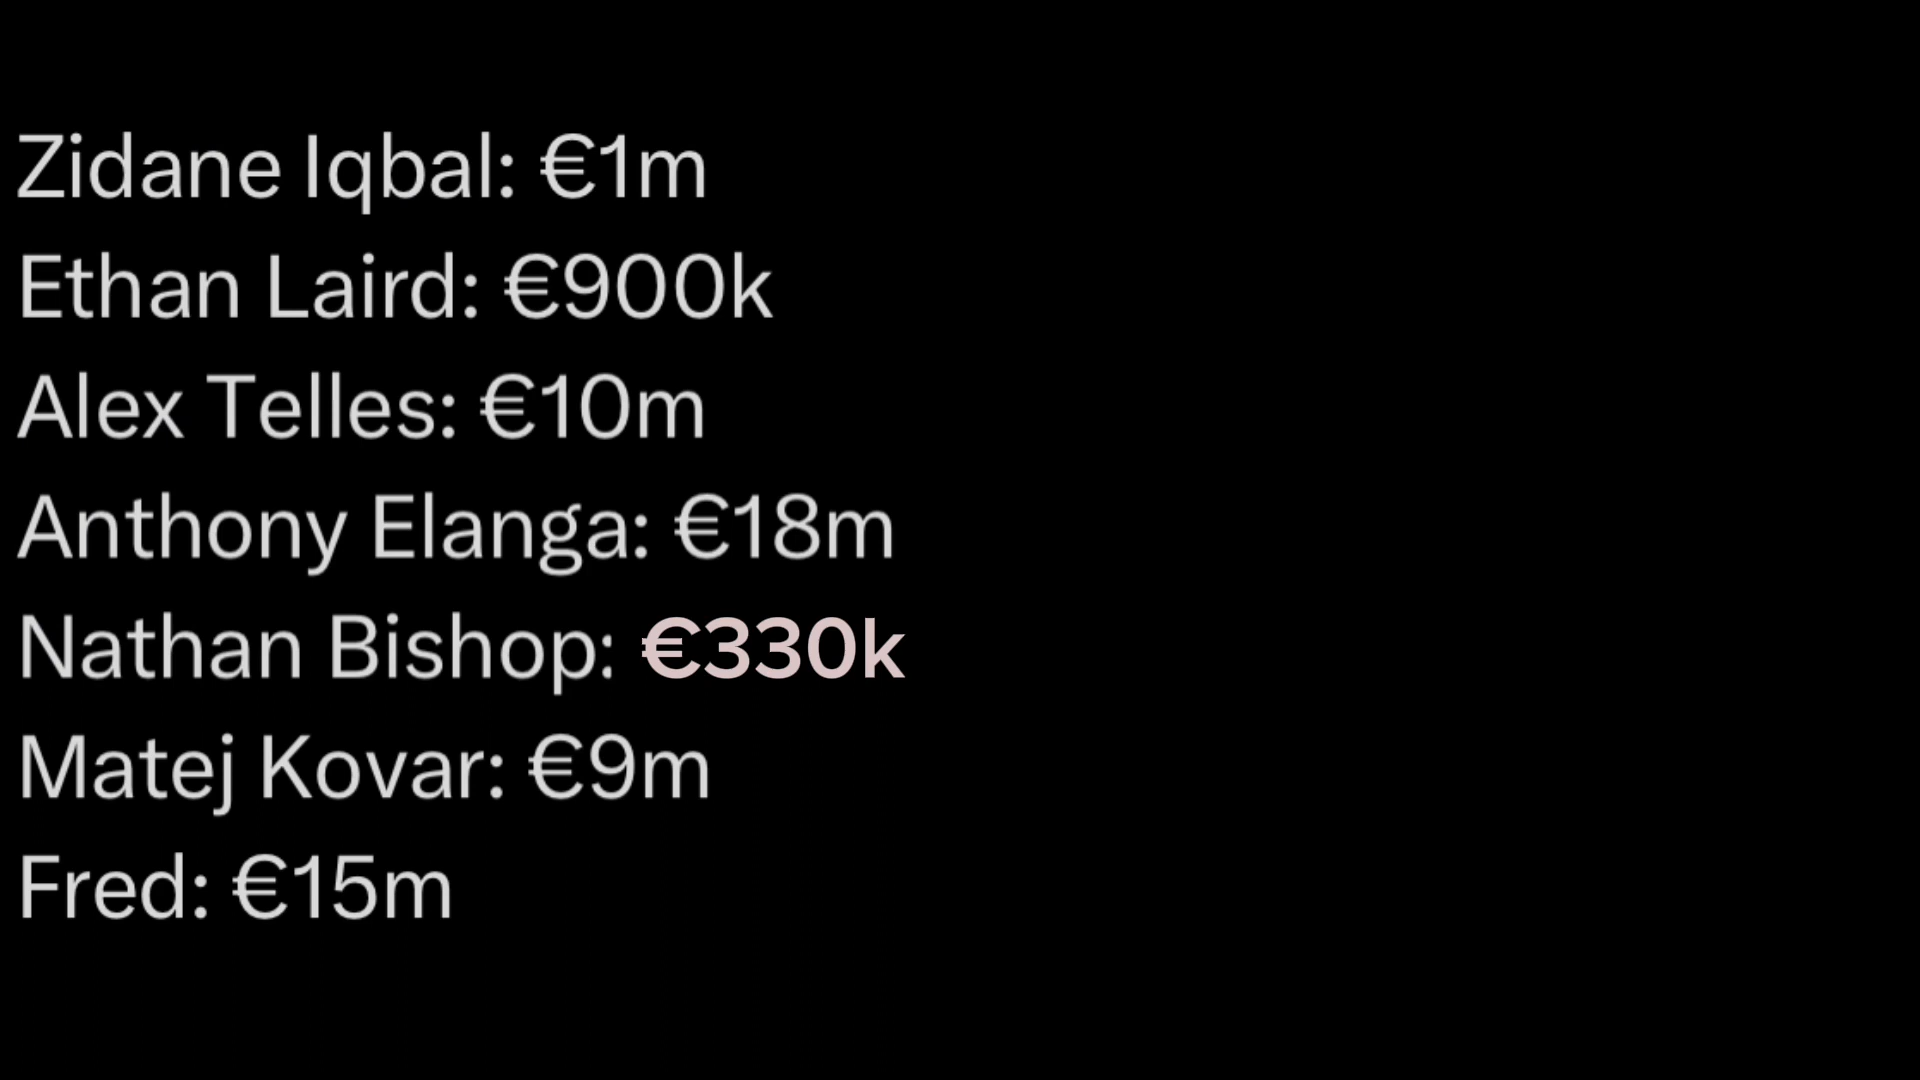 Zidane Iqbal: €1m
Ethan Laird: €900k
Alex Telles: €10m
Anthony Elanga: €18m
Nathan Bishop: €330k
Matej Kovar: €9m
Fred: €15m